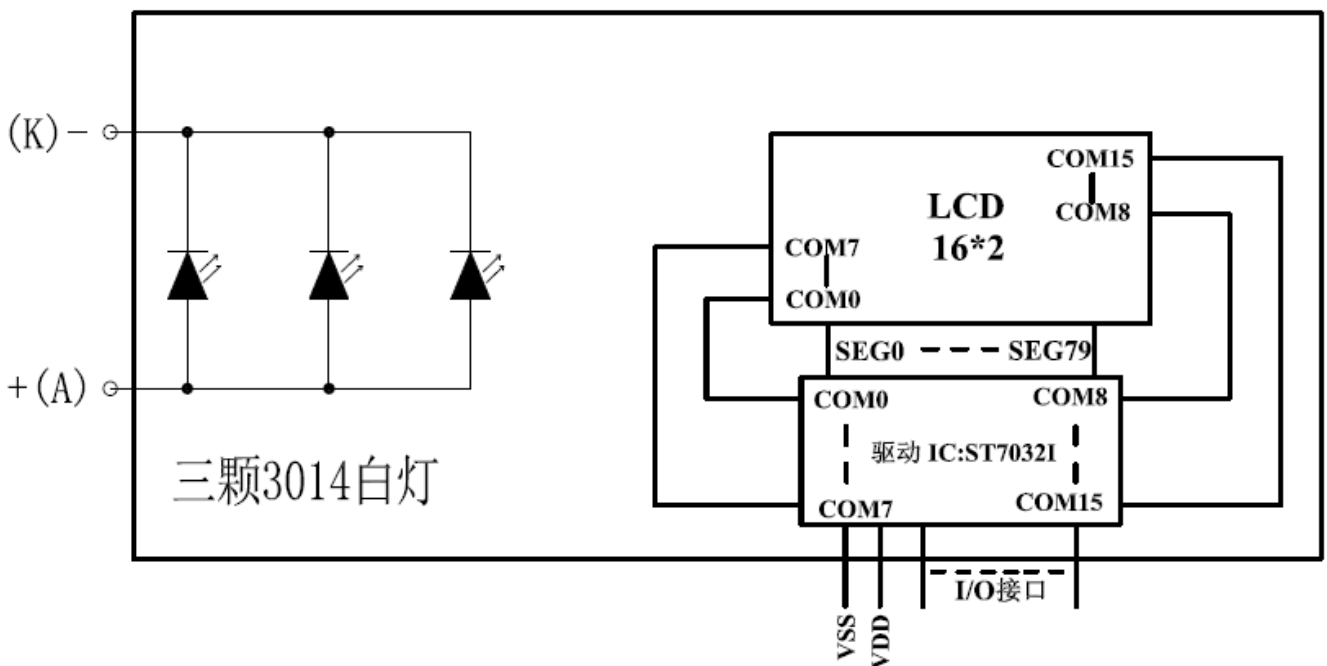 (K)-
+(A)
三颗3014白灯
COM15
COM8
LCD
16*2
COM7
COM0
SEG0
SEG79
COM0
COM8
驱动 IC:ST7032I
COM7
COM15
I/O接口
VSS
VDD